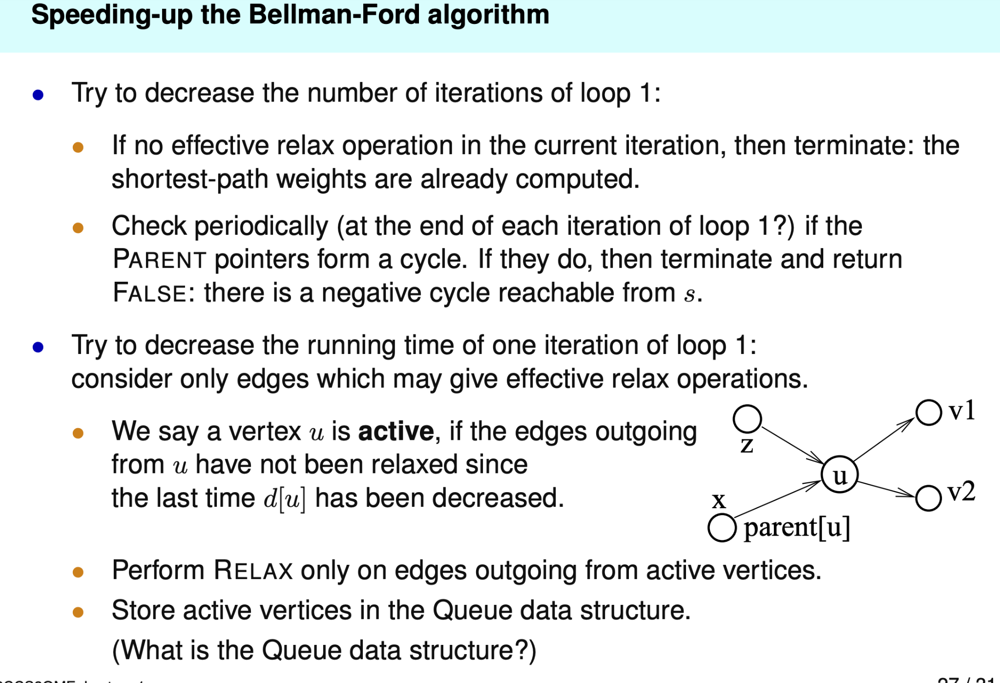 Speeding-up the Bellman-Ford algorithm
Try to decrease the number of iterations of loop 1:
If no effective relax operation in the current iteration, then terminate: the
shortest-path weights are already computed.
Check periodically (at the end of each iteration of loop 1?) if the
PARENT pointers form a cycle. If they do, then terminate and return
FALSE: there is a negative cycle reachable from s.
Try to decrease the running time of one iteration of loop 1:
consider only edges which may give effective relax operations.
We say a vertex u is active, if the edges outgoing
from u have not been relaxed since
the last time d[u] has been decreased.
z
v1
u
x
v2
parent[u]
Perform RELAX only on edges outgoing from active vertices.
Store active vertices in the Queue data structure.
(What is the Queue data structure?)
27 / 31